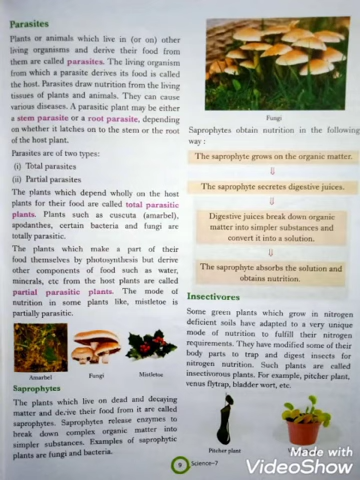 Parasites
Plants or animals which live in (or on) other
living organisms and derive their food from
them are called parasites. The living organism
from which a parasite derives its food is called
the host. Parasites draw nutrition from the living
tissues of plants and animals. They can cause
various diseases. A parasitic plant may be either
a stem parasite or a root parasite, depending
on whether it latches on to the stem or the root
of the host plant.
Parasites are of two types:
(i) Total parasites
(ii) Partial parasites
The plants which depend wholly on the host
plants for their food are called total parasitic
plants. Plants such as cuscuta (amarbel),
apodanthes, certain bacteria and fungi are
totally parasitic.
The plants which make a part of their
food themselves by photosynthesis but derive
other components of food such as water,
minerals, etc from the host plants are called
partial parasitic plants. The mode of
nutrition in some plants like, mistletoe is
partially parasitic.
Amarbel
Fungi
Mistletoe
Saprophytes
The plants which live on dead and decaying
matter and derive their food from it are called
saprophytes. Saprophytes release enzymes to
break down complex organic matter into
simpler substances. Examples of saprophytic
plants are fungi and bacteria.
Fungi
Saprophytes obtain nutrition in the following
way :
The saprophyte grows on the organic matter.
⇓
The saprophyte secretes digestive juices.
⇓
Digestive juices break down organic
matter into simpler substances and
convert it into a solution.
⇓
The saprophyte absorbs the solution and
obtains nutrition.
Insectivores
Some green plants which grow in nitrogen
deficient soils have adapted to a very unique
mode of nutrition to fulfill their nitrogen
requirements. They have modified some of their
body parts to trap and digest insects for
nitrogen nutrition. Such plants are called
insectivorous plants. For example, pitcher plant,
venus flytrap, bladder wort, etc.
Pitcher plant
9 Science-7
Made with
VideoShow